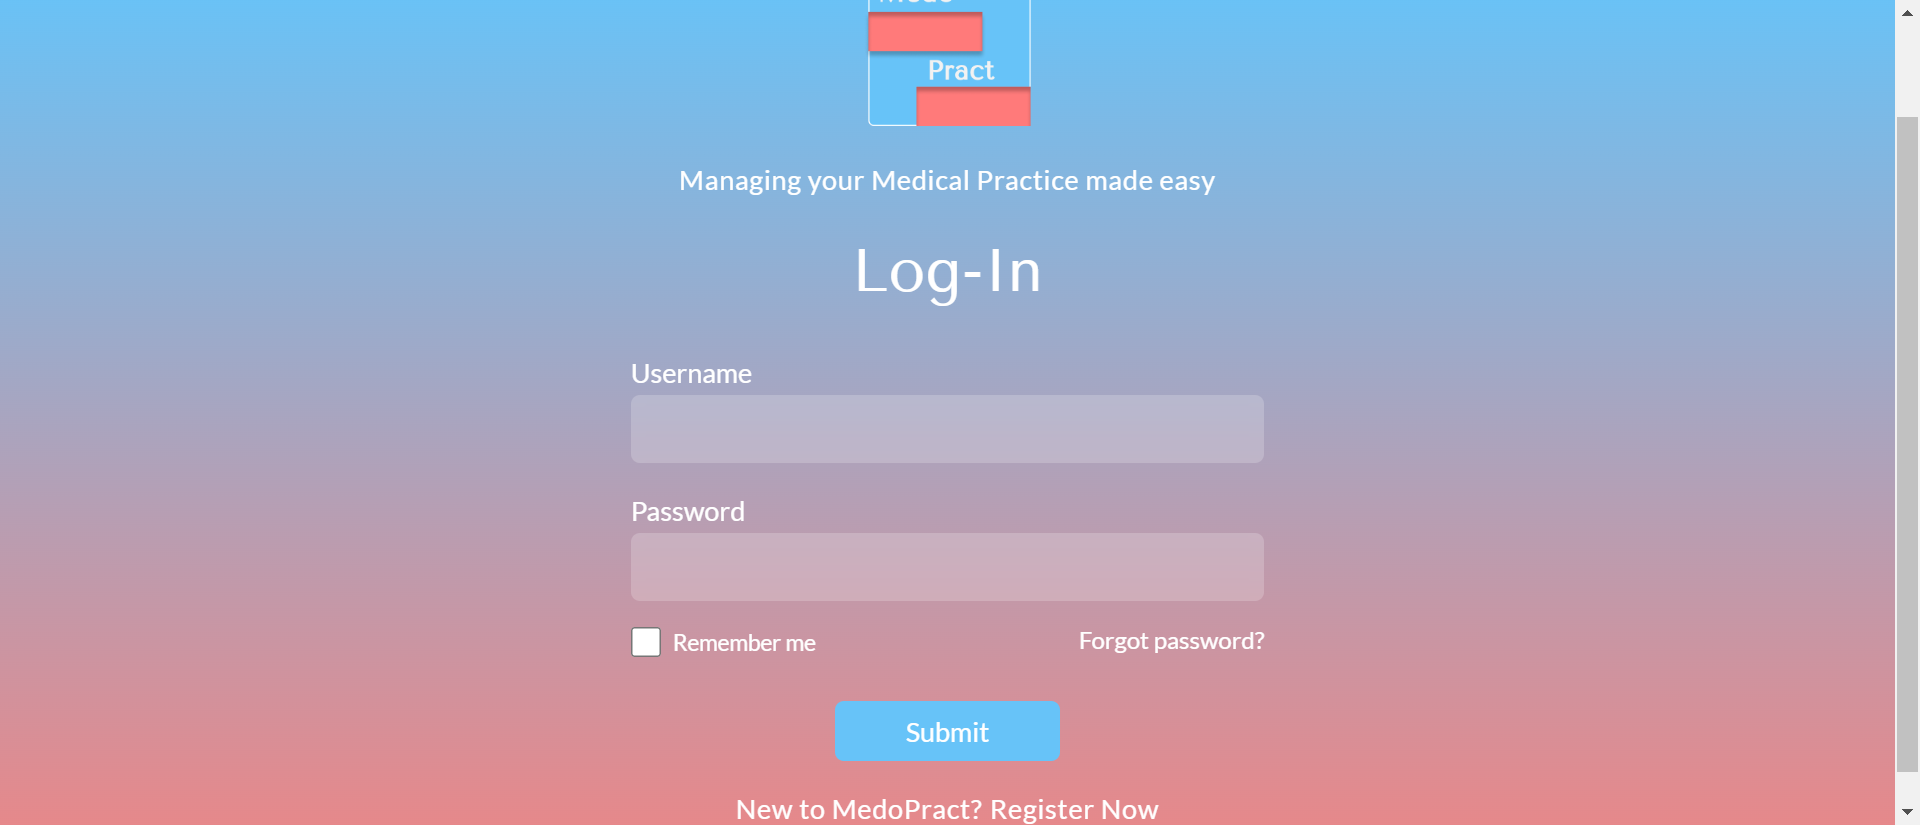 Pract
Managing your Medical Practice made easy
Log-In
Username
Password
Remember me
Forgot password?
Submit
New to MedoPract? Register Now